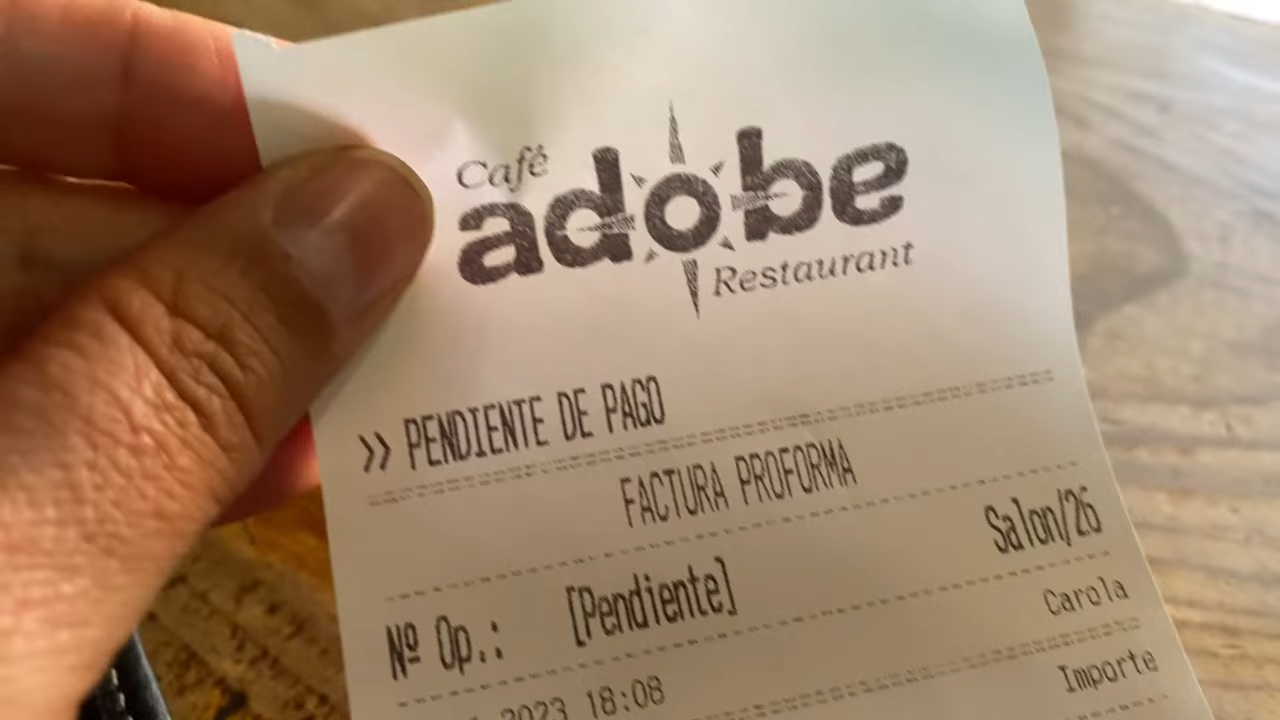 Café
adobe
Restaurant
>> PENDIENTE DE PAGO
FACTURA PROFORMA
Salon/26
Nº Op.: [Pendiente]
Carola
2023 18:08
Importe